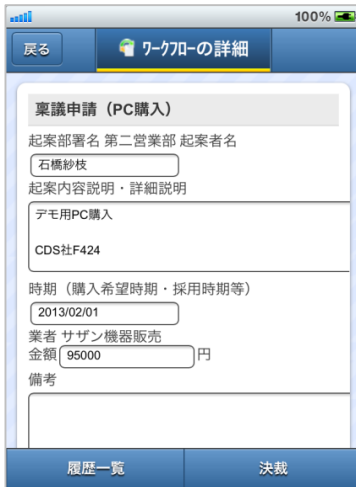 100%
戻る
ワークフローの詳細
稟議申請（PC購入）
起案部署名 第二営業部 起案者名
石橋紗枝
起案内容説明・詳細説明
デモ用PC購入
CDS社F424
時期（購入希望時期・採用時期等）
2013/02/01
業者 サザン機器販売
金額 95000 円
備考
履歴一覧 決裁